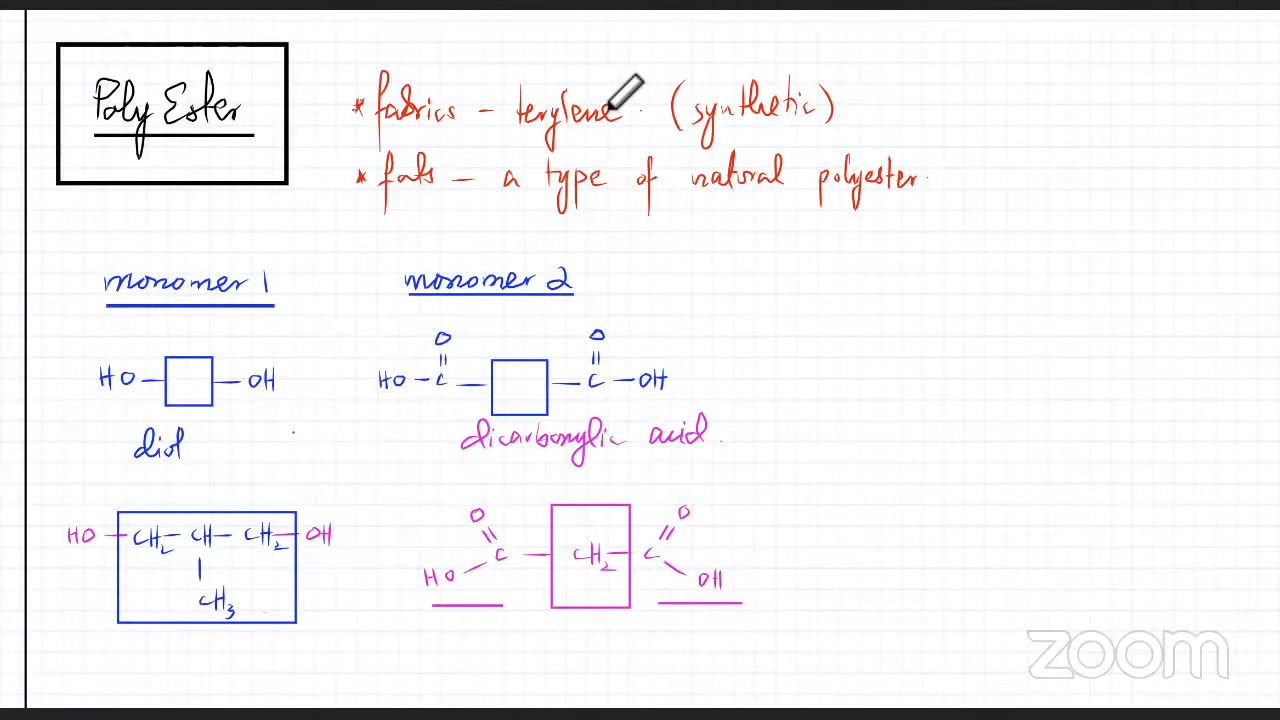 Poly Ester
* fabrics - terylene. (synthetic)
* fats - a type of natural polyester.
monomer 1
monomer 2
HO - OH
HO - C - C - OH
O O
diol
dicarboxylic acid.
HO - CH2 - CH - CH2 - OH
CH3
O O
C - CH2 - C
HO OH
zoom